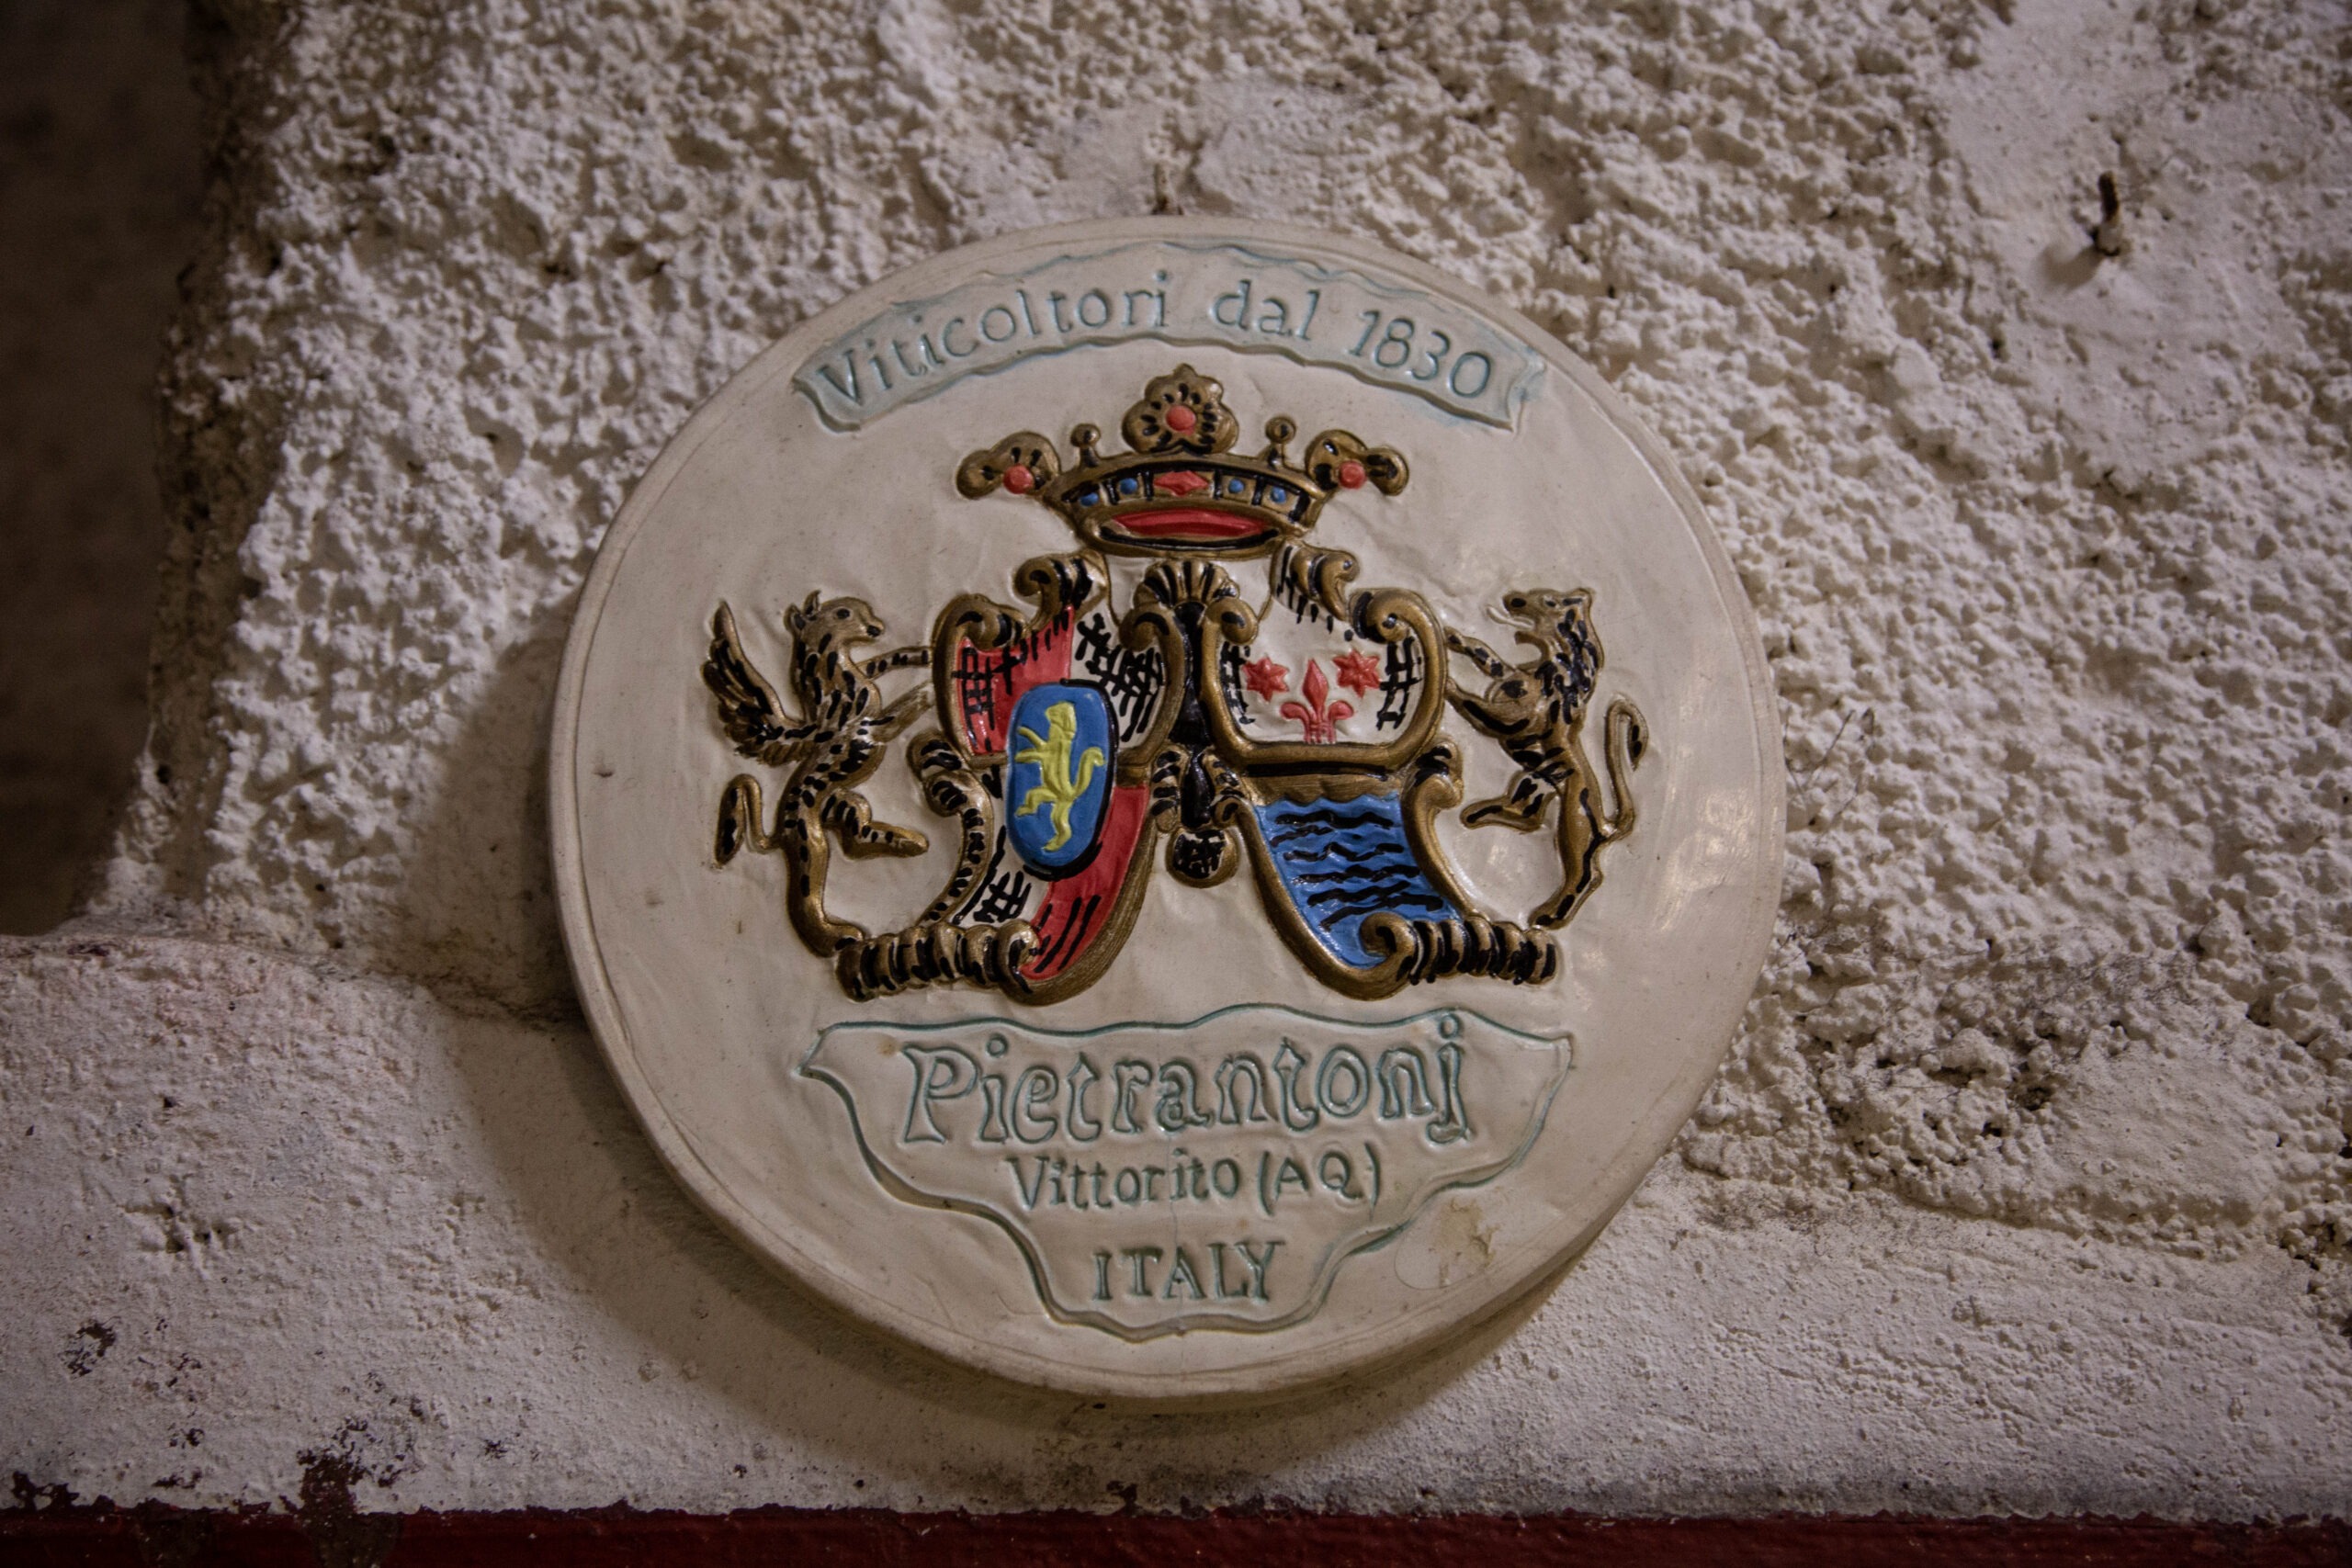 Viticoltori dal 1830
Pietrantonj
Vittorito (AQ)
ITALY